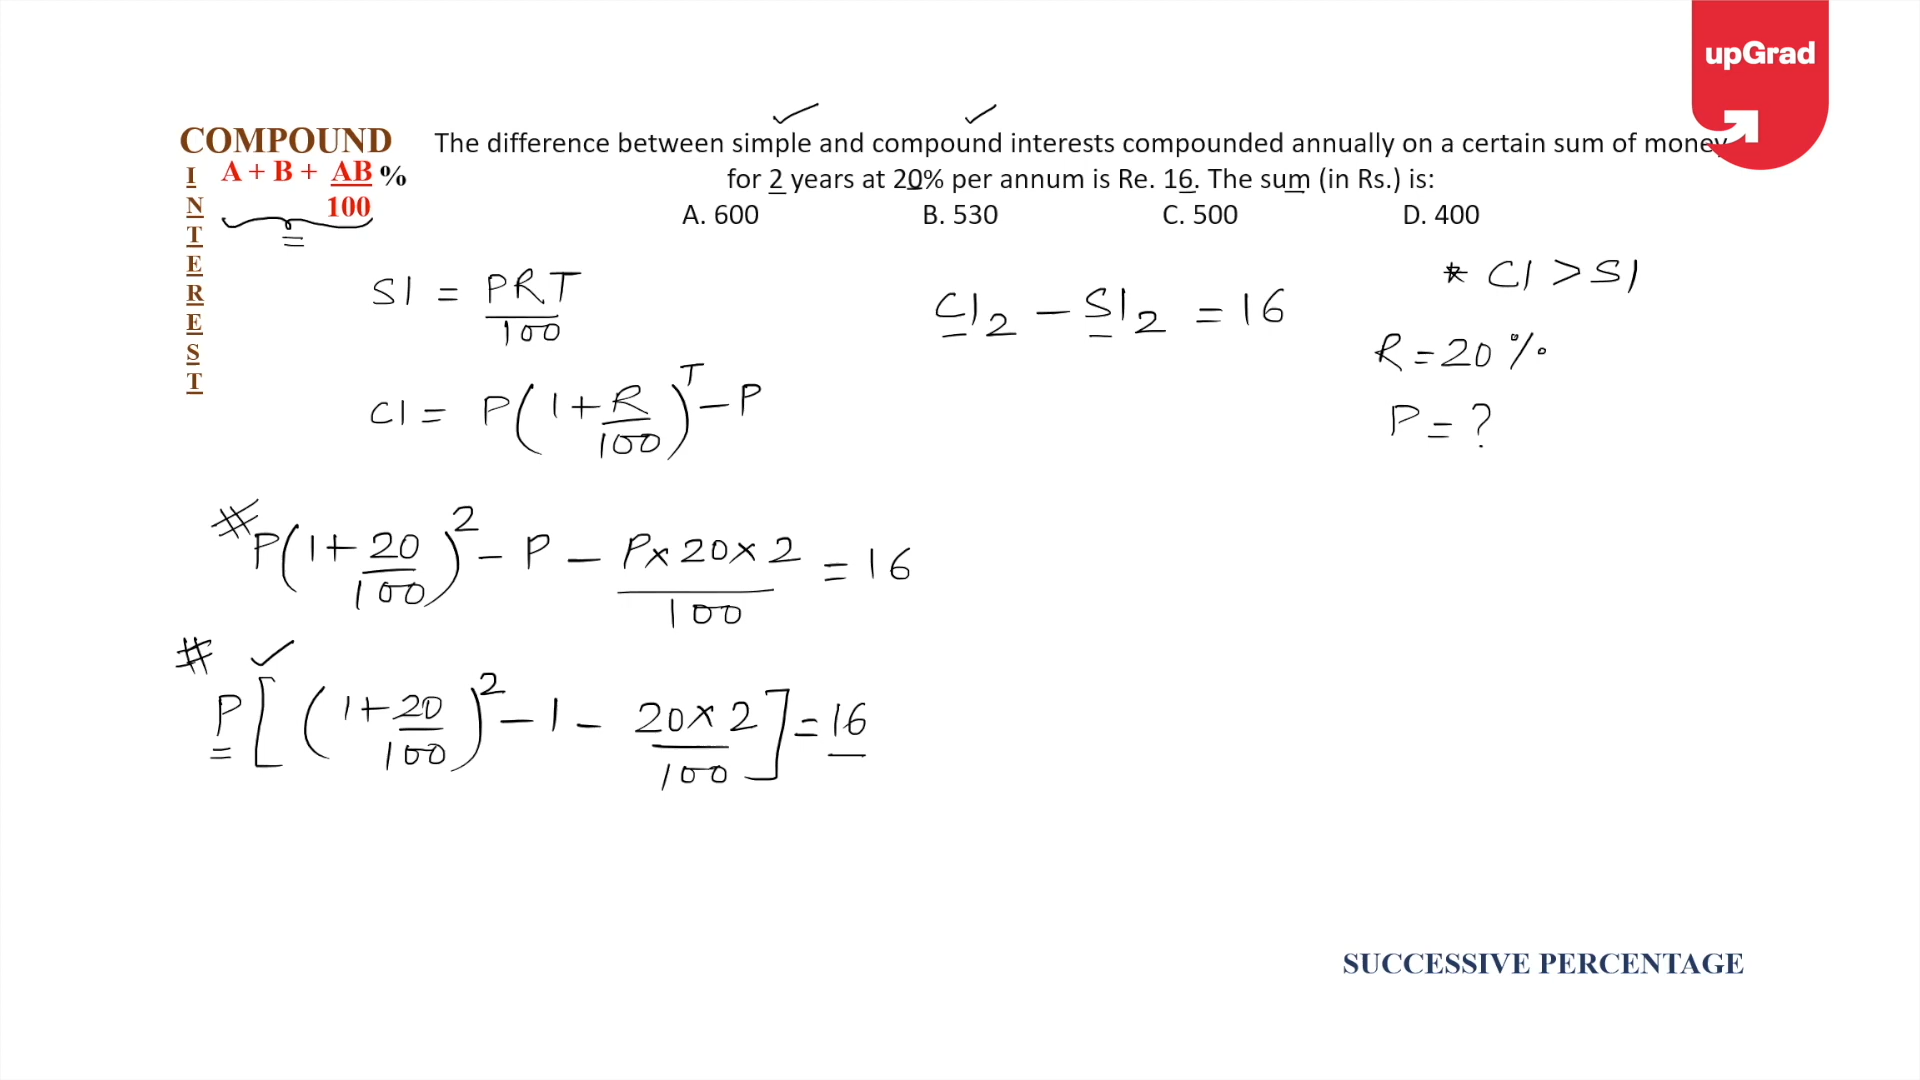 upGrad
COMPOUND
INTEREST
A + B + AB/100 %
The difference between simple and compound interests compounded annually on a certain sum of money
for 2 years at 20% per annum is Re. 16. The sum (in Rs.) is:
A. 600 B. 530 C. 500 D. 400
SI = PRT/100
CI₂ - SI₂ = 16
* CI > SI
R = 20%
CI = P(1 + R/100)^T - P
P = ?
# P(1 + 20/100)² - P - P×20×2/100 = 16
# ✓
P[(1 + 20/100)² - 1 - 20×2/100] = 16
SUCCESSIVE PERCENTAGE